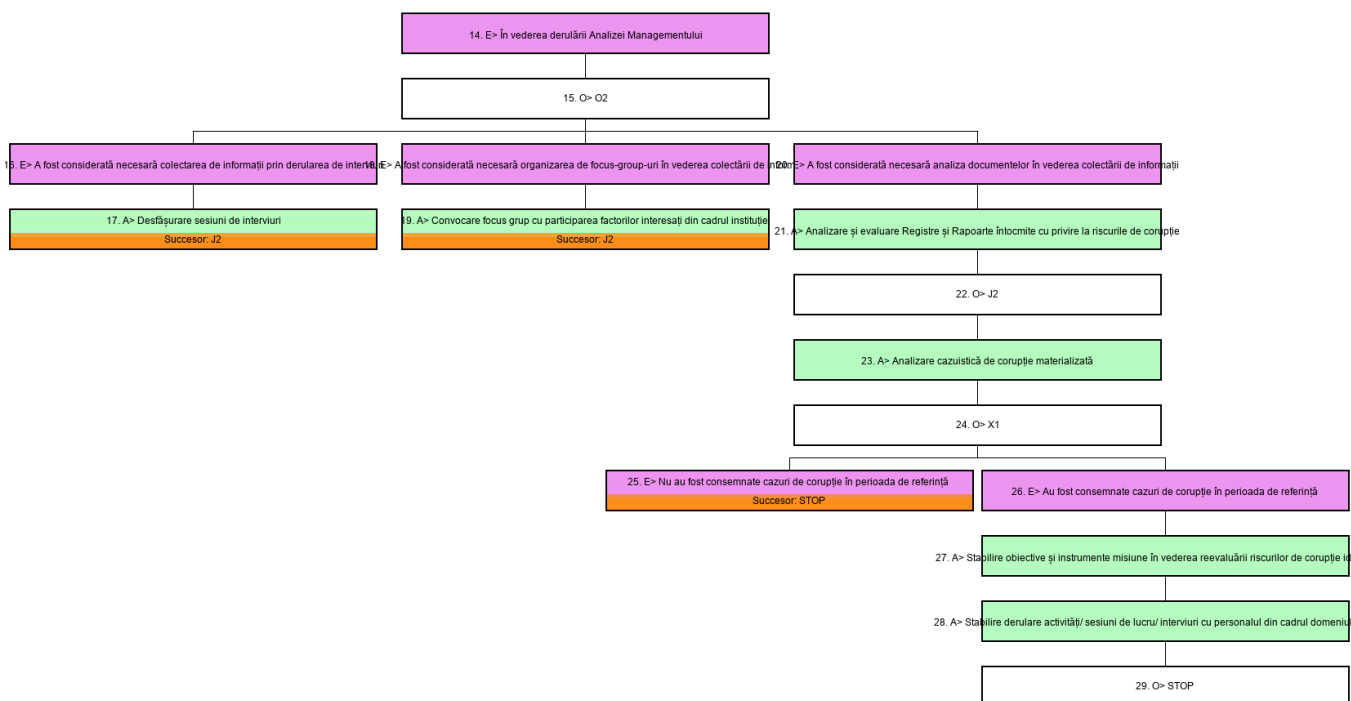 14. E> În vederea derulării Analizei Managementului
15. O> O2
16. E> A fost considerată necesară colectarea de informații prin derularea de interviuri
18. E> A fost considerată necesară organizarea de focus-group-uri în vederea colectării de
20. E> A fost considerată necesară analiza documentelor în vederea colectării de informații
17. A> Desfășurare sesiuni de interviuri
Succesor: J2
19. A> Convocare focus grup cu participarea factorilor interesați din cadrul instituție
Succesor: J2
21. A> Analizare și evaluare Registre și Rapoarte întocmite cu privire la riscurile de corupție
22. O> J2
23. A> Analizare cazuistică de corupție materializată
24. O> X1
25. E> Nu au fost consemnate cazuri de corupție în perioada de referință
Succesor: STOP
26. E> Au fost consemnate cazuri de corupție în perioada de referință
27. A> Stabilire obiective și instrumente misiune în vederea reevaluării riscurilor de corupție id
28. A> Stabilire derulare activități/ sesiuni de lucru/ interviuri cu personalul din cadrul domeniul
29. O> STOP